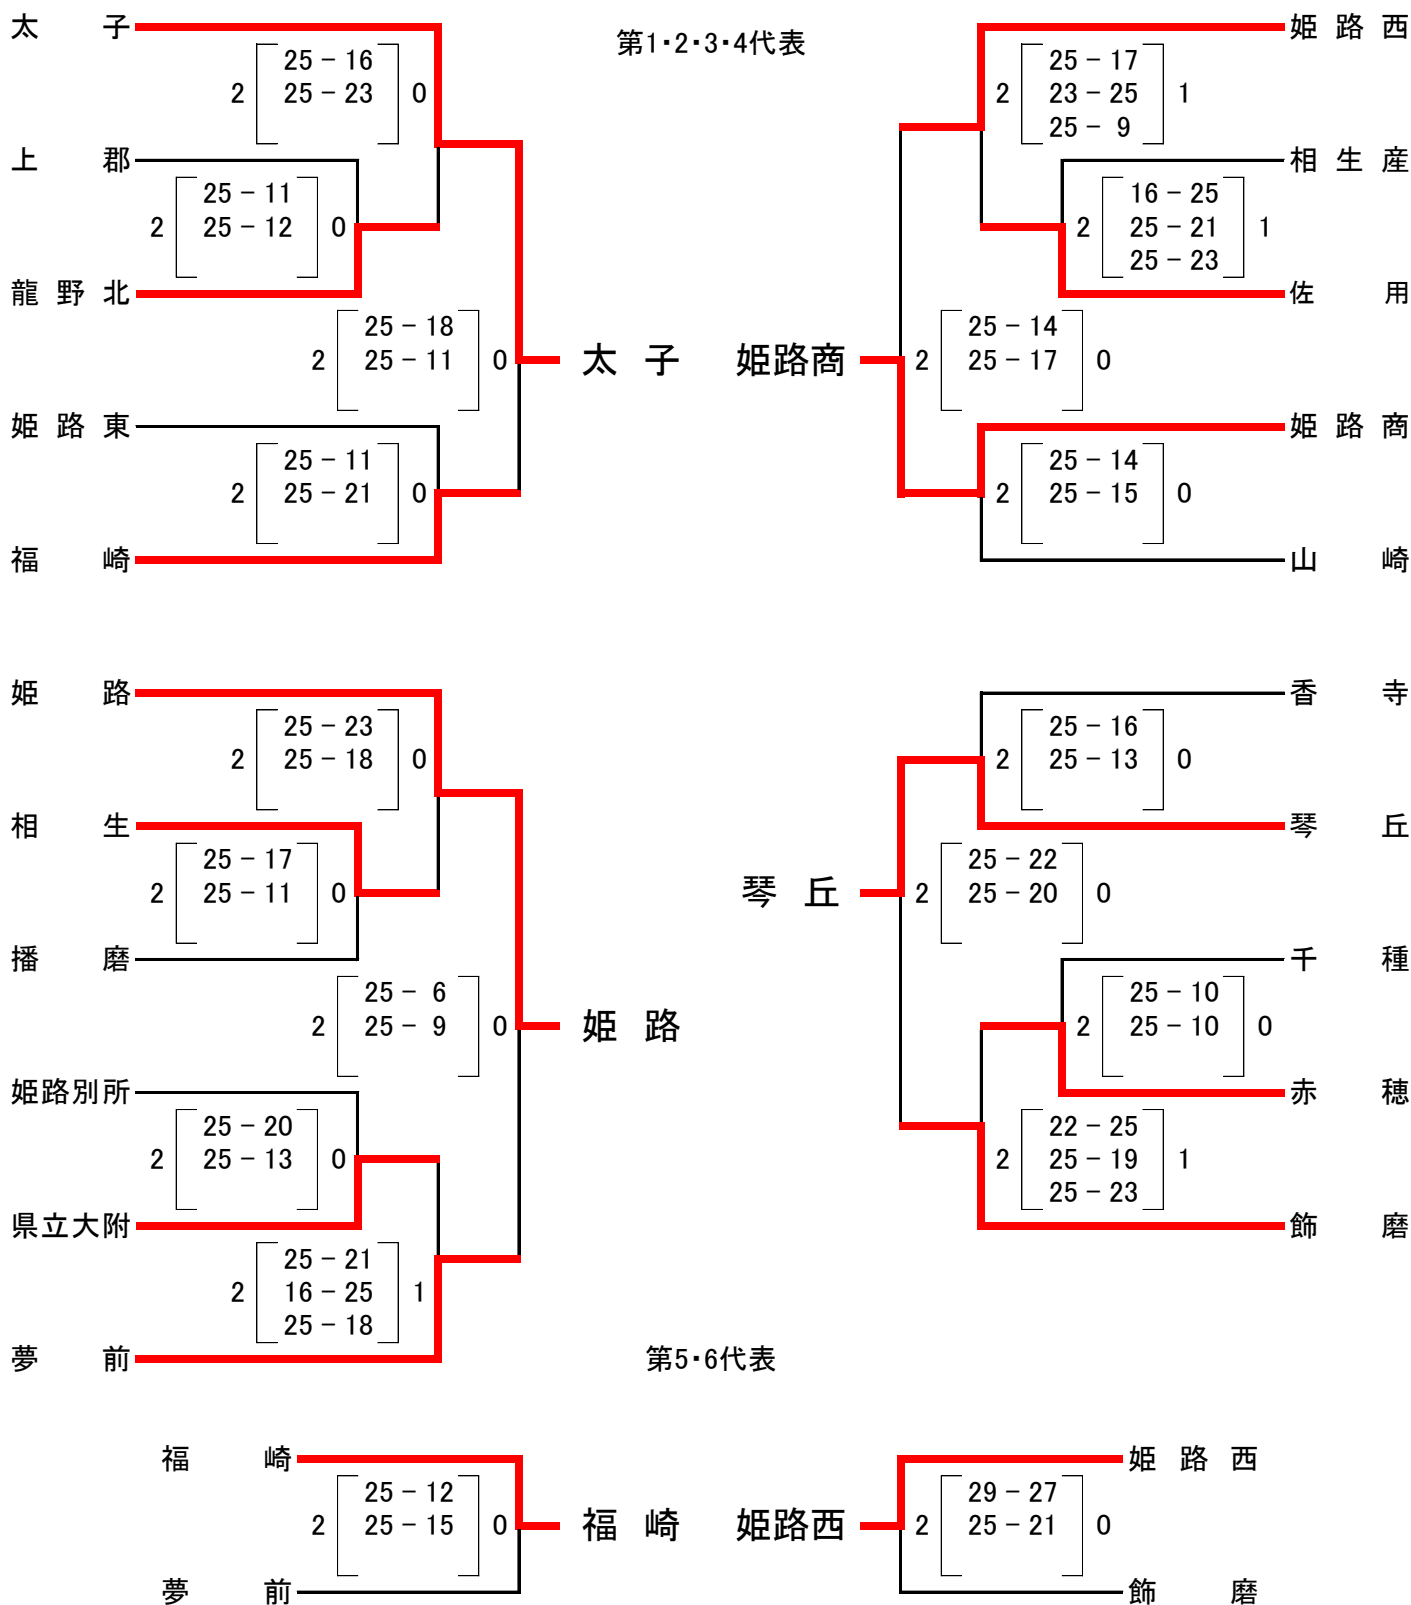 第1・2・3・4代表
太子
2 25 − 16 0
25 − 23
上郡
2 25 − 11 0
25 − 12
龍野北
2 25 − 18 0
25 − 11
太子
姫路東
2 25 − 11 0
25 − 21
福崎
姫路西
2 25 − 17 1
23 − 25
25 − 9
相生産
2 16 − 25 1
25 − 21
25 − 23
佐用
姫路商
2 25 − 14 0
25 − 17
姫路商
2 25 − 14 0
25 − 15
山崎
姫路
2 25 − 23 0
25 − 18
相生
2 25 − 17 0
25 − 11
播磨
2 25 − 6 0
25 − 9
姫路
姫路別所
2 25 − 20 0
25 − 13
県立大附
2 25 − 21 1
16 − 25
25 − 18
夢前
香寺
2 25 − 16 0
25 − 13
琴丘
琴丘
2 25 − 22 0
25 − 20
千種
2 25 − 10 0
25 − 10
赤穂
2 22 − 25 1
25 − 19
25 − 23
飾磨
第5・6代表
福崎
2 25 − 12 0
25 − 15
福崎
夢前
姫路西
姫路西
2 29 − 27 0
25 − 21
飾磨